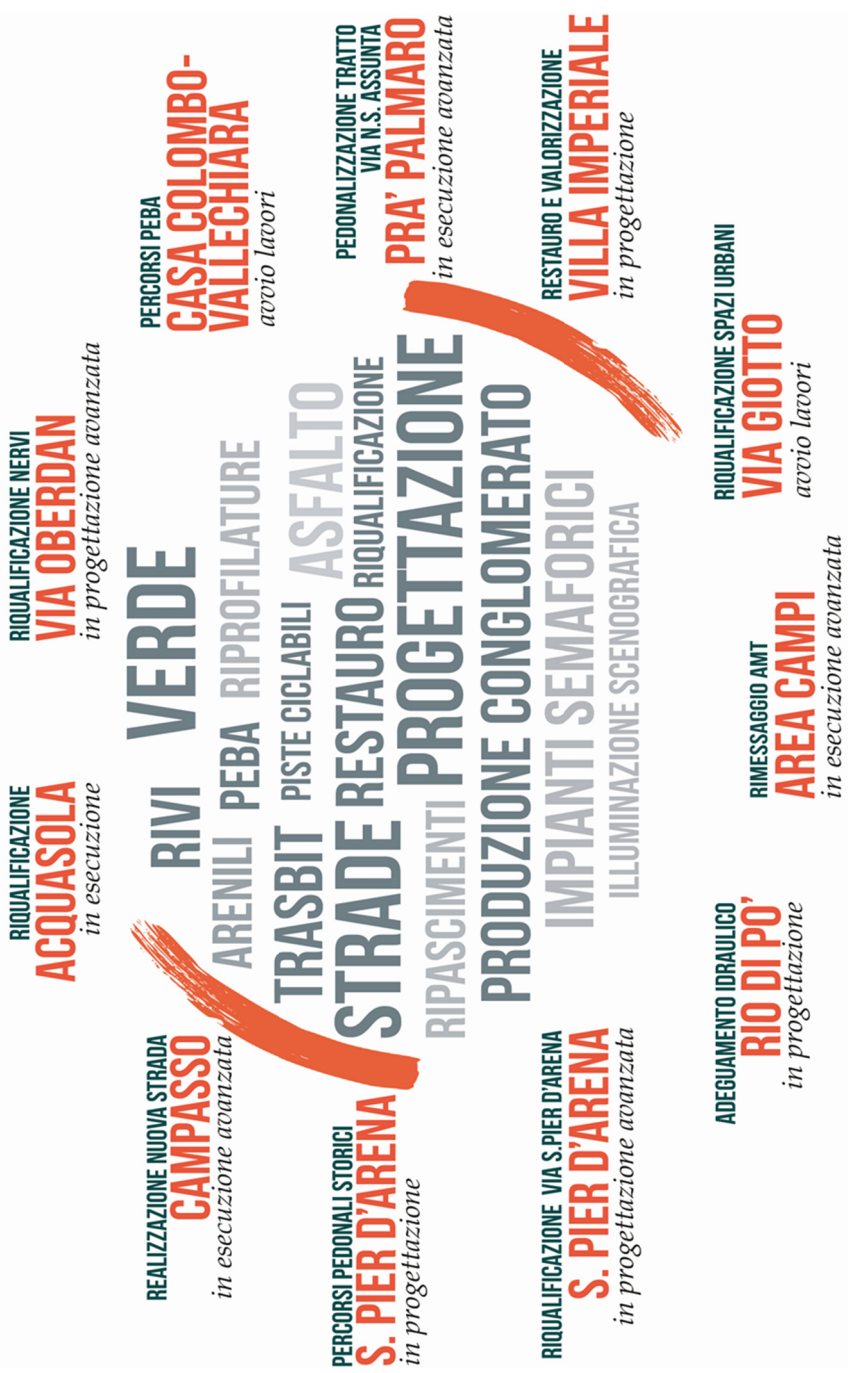 RIQUALIFICAZIONE
ACQUASOLA
in esecuzione
RIQUALIFICAZIONE NERVI
VIA OBERDAN
in progettazione avanzata
REALIZZAZIONE NUOVA STRADA
CAMPASSO
in esecuzione avanzata
PERCORSI PEBA
CASA COLOMBO-
VALLECHIARA
avvio lavori
PERCORSI PEDONALI STORICI
S. PIER D'ARENA
in progettazione
PEDONALIZZAZIONE TRATTO
VIA N.S. ASSUNTA
PRA' PALMARO
in esecuzione avanzata
RIVI VERDE
ARENILI PEBA RIPROFILATURE
TRASBIT PISTE CICLABILI ASFALTO
STRADE RESTAURO RIQUALIFICAZIONE
RIPASCIMENTI PROGETTAZIONE
PRODUZIONE CONGLOMERATO
IMPIANTI SEMAFORICI
ILLUMINAZIONE SCENOGRAFICA
RIQUALIFICAZIONE VIA S.PIER D'ARENA
S. PIER D'ARENA
in progettazione avanzata
RESTAURO E VALORIZZAZIONE
VILLA IMPERIALE
in progettazione
ADEGUAMENTO IDRAULICO
RIO DI PO'
in progettazione
RIMESSAGGIO AMT
AREA CAMPI
in esecuzione avanzata
RIQUALIFICAZIONE SPAZI URBANI
VIA GIOTTO
avvio lavori